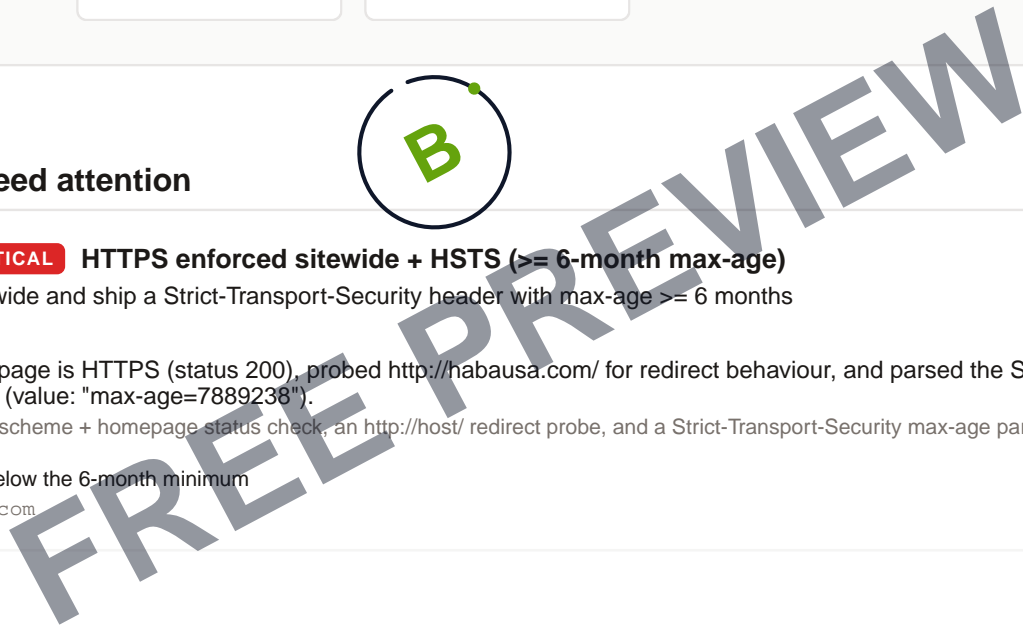 B
eed attention
TICAL HTTPS enforced sitewide + HSTS (>= 6-month max-age)
wide and ship a Strict-Transport-Security header with max-age >= 6 months
page is HTTPS (status 200), probed http://habausa.com/ for redirect behaviour, and parsed the S
(value: "max-age=7889238").
scheme + homepage status check, an http://host/ redirect probe, and a Strict-Transport-Security max-age par
elow the 6-month minimum
com
FREE PREVIEW